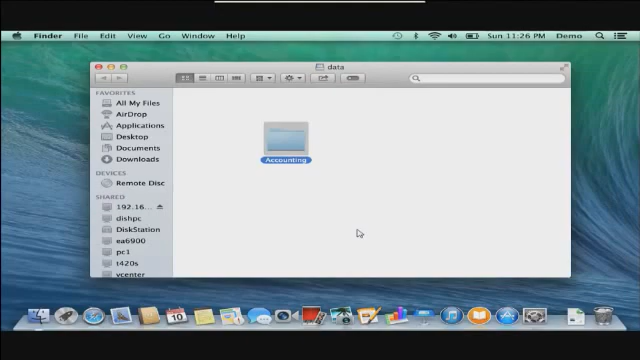 Finder File Edit View Go Window Help Sun 11:26 PM Demo
data
FAVORITES
All My Files
AirDrop
Applications
Desktop
Documents
Downloads
DEVICES
Remote Disc
SHARED
192.16...
dishpc
DiskStation
ea6900
pc1
t420s
vcenter
Accounting
10